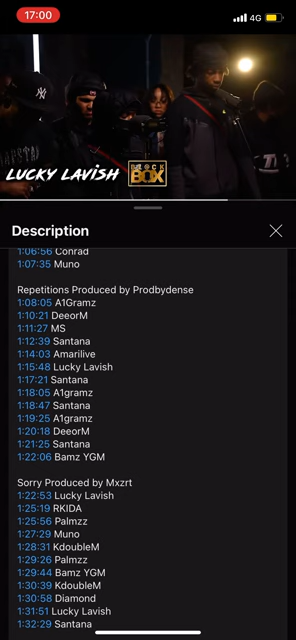 17:00
4G
LUCKY LAVISH
BLOCK
BOX
Description
1:06:56 Conrad
1:07:35 Muno
Repetitions Produced by Prodbydense
1:08:05 A1Gramz
1:10:21 DeeorM
1:11:27 MS
1:12:39 Santana
1:14:03 Amarilive
1:15:48 Lucky Lavish
1:17:21 Santana
1:18:05 A1gramz
1:18:47 Santana
1:19:25 A1gramz
1:20:18 DeeorM
1:21:25 Santana
1:22:06 Bamz YGM
Sorry Produced by Mxzrt
1:22:53 Lucky Lavish
1:25:19 RKIDA
1:25:56 Palmzz
1:27:29 Muno
1:28:31 KdoubleM
1:29:26 Palmzz
1:29:44 Bamz YGM
1:30:39 KdoubleM
1:30:58 Diamond
1:31:51 Lucky Lavish
1:32:29 Santana